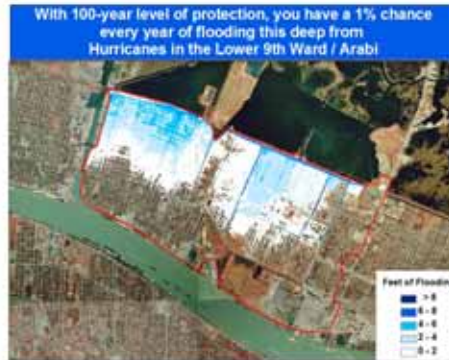 With 100-year level of protection, you have a 1% chance
every year of flooding this deep from
Hurricanes in the Lower 9th Ward / Arabi
Feet of Flooding
> 8
6 - 8
4 - 6
2 - 4
0 - 2